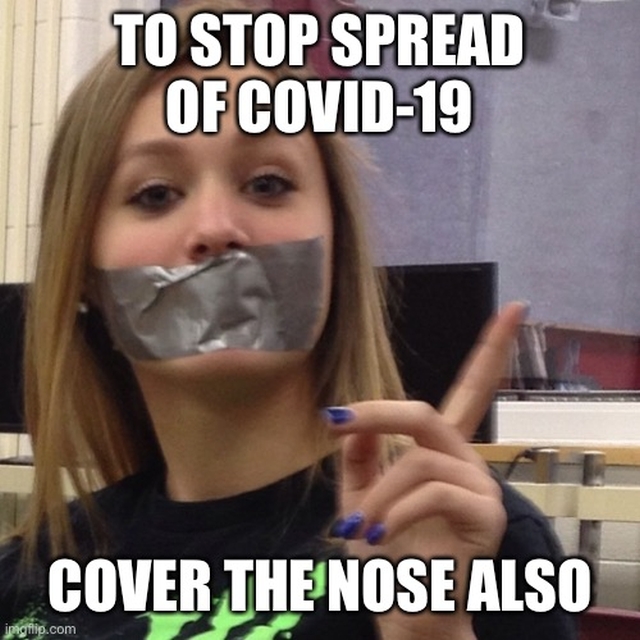 TO STOP SPREAD
OF COVID-19
COVER THE NOSE ALSO
imgflip.com